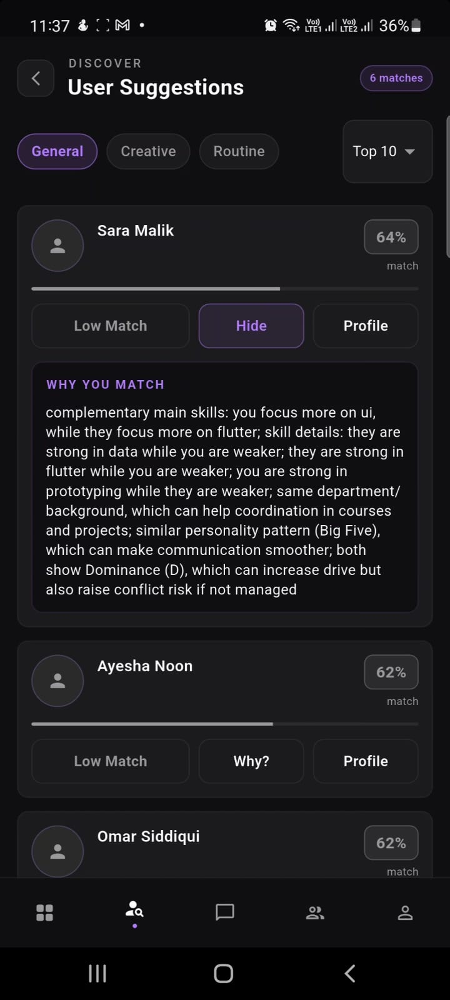 11:37
Vo)) LTE1 Vo)) LTE2 36%
DISCOVER
User Suggestions
6 matches
General Creative Routine Top 10
Sara Malik
64%
match
Low Match Hide Profile
WHY YOU MATCH
complementary main skills: you focus more on ui,
while they focus more on flutter; skill details: they are
strong in data while you are weaker; they are strong in
flutter while you are weaker; you are strong in
prototyping while they are weaker; same department/
background, which can help coordination in courses
and projects; similar personality pattern (Big Five),
which can make communication smoother; both
show Dominance (D), which can increase drive but
also raise conflict risk if not managed
Ayesha Noon
62%
match
Low Match Why? Profile
Omar Siddiqui
62%
match